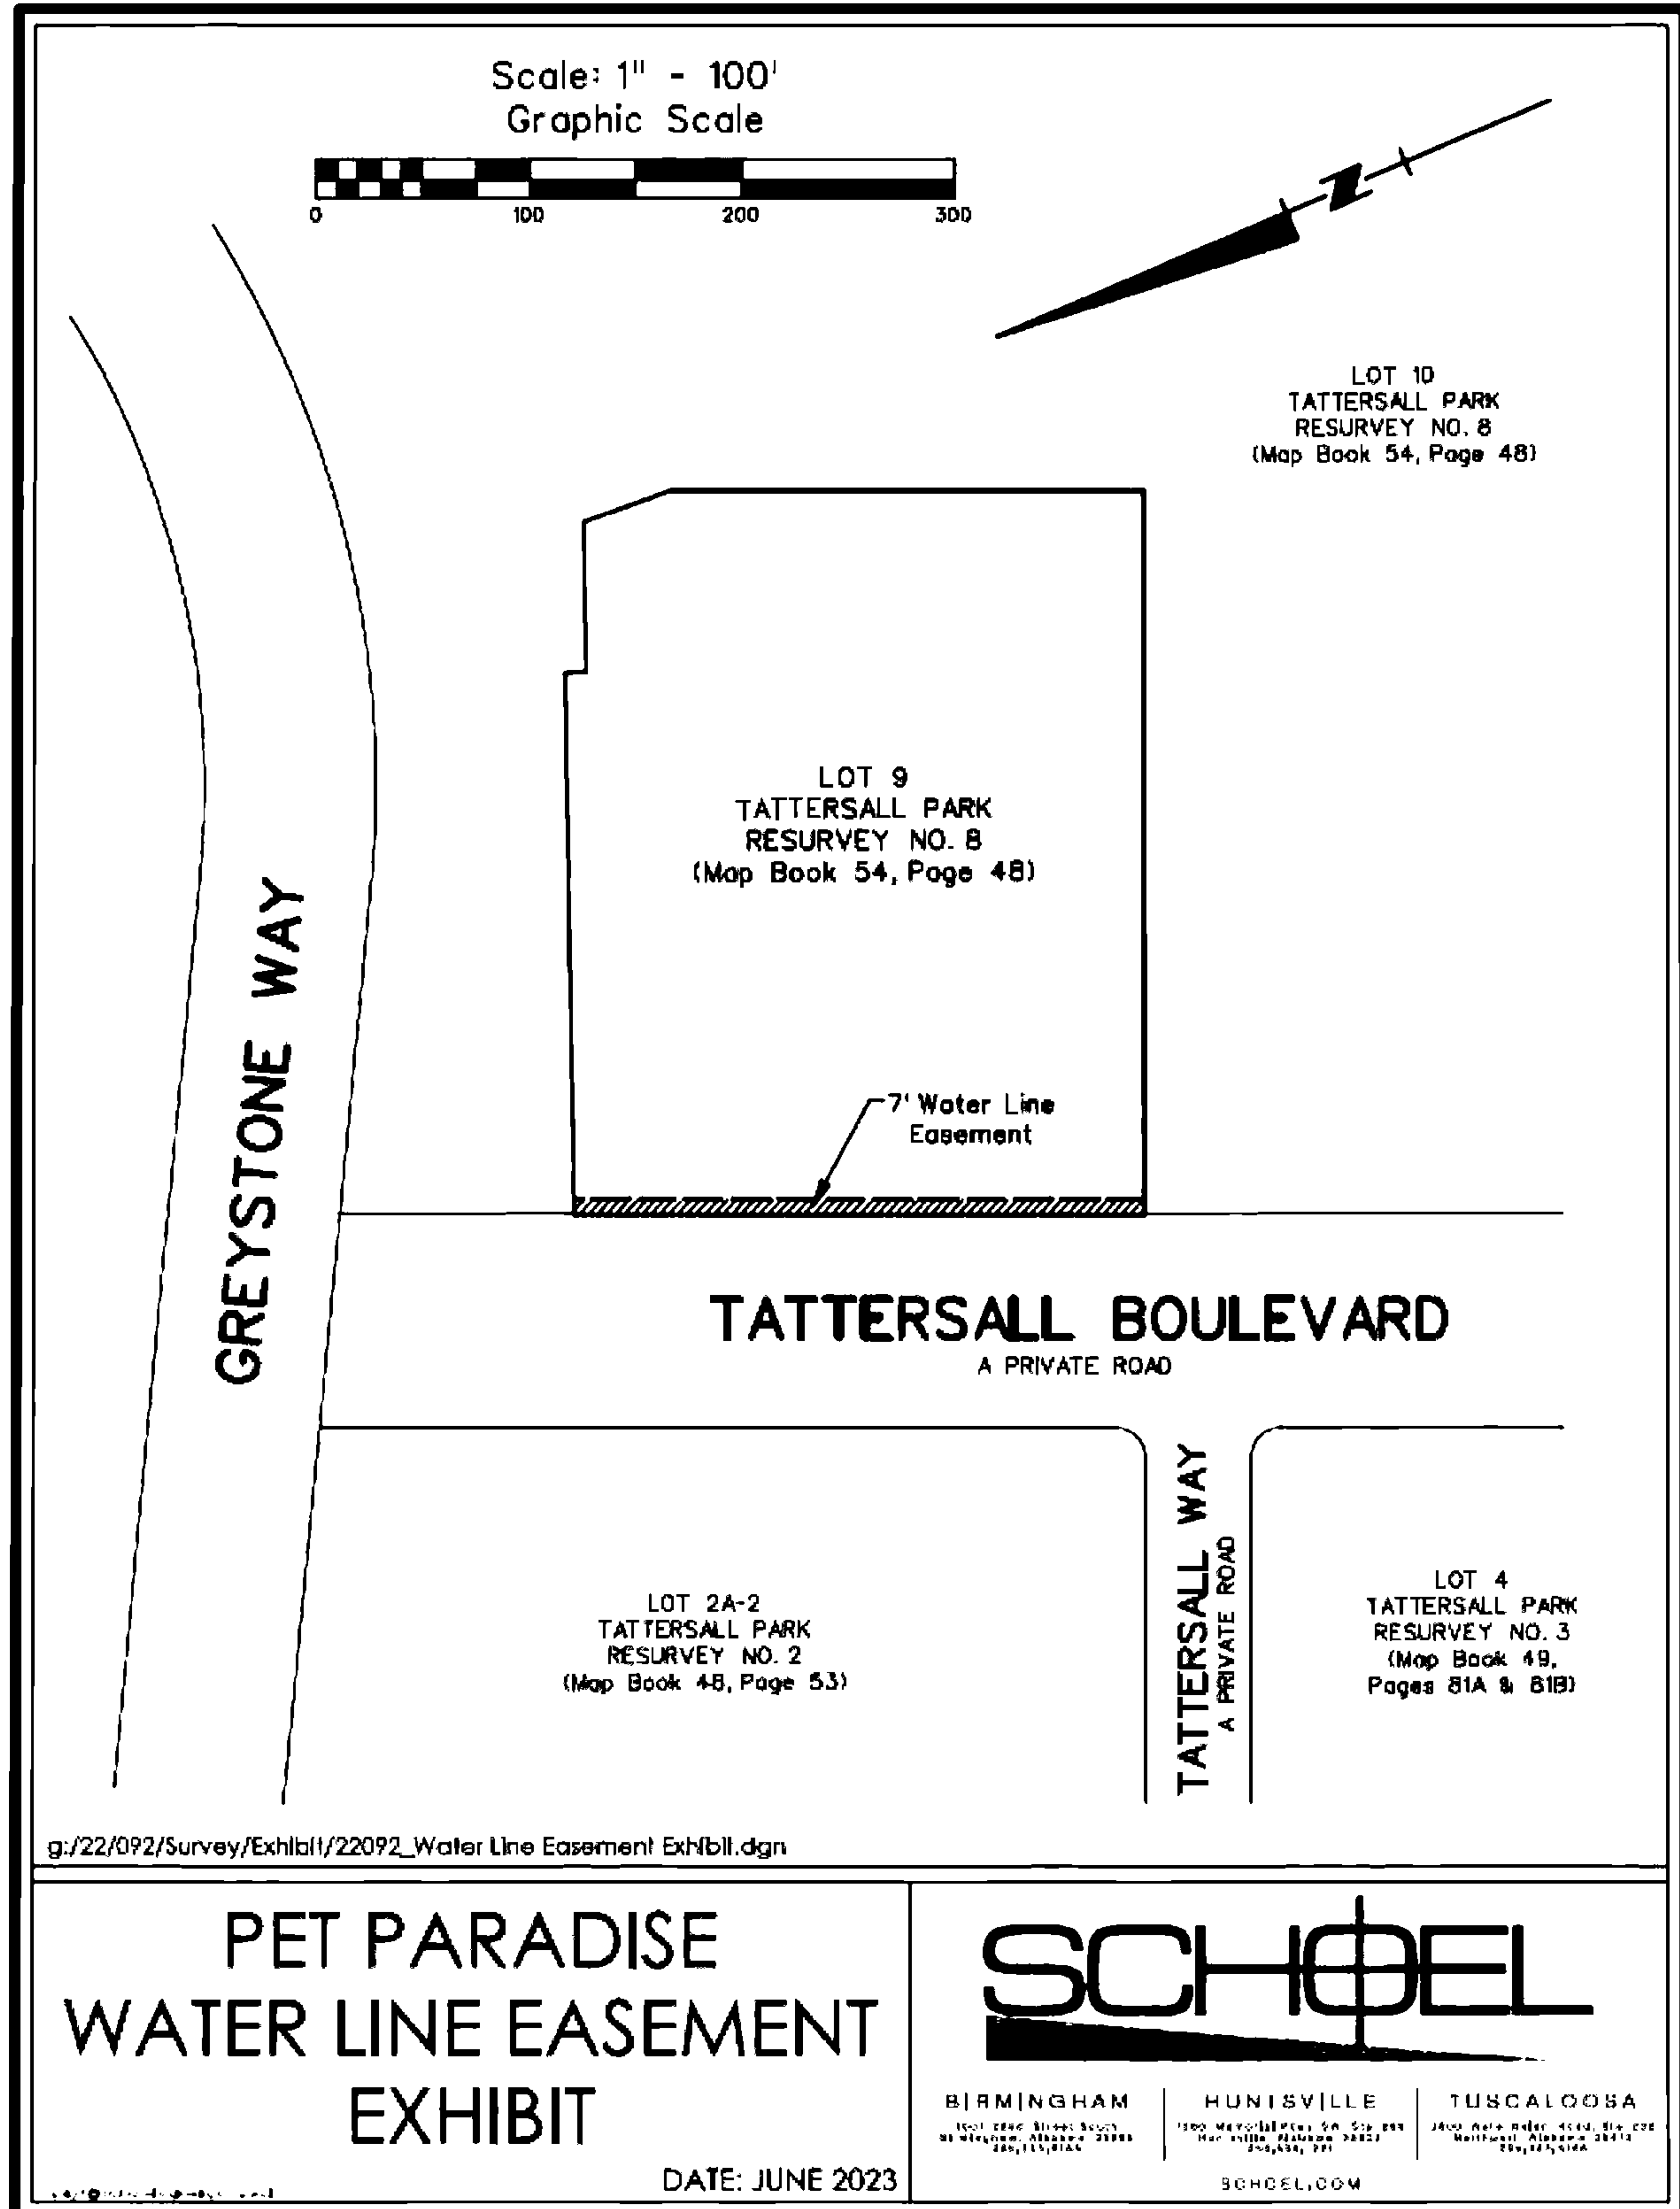 Scale: 1" - 100'
Graphic Scale
0 100 200 300
N
LOT 10
TATTERSALL PARK
RESURVEY NO. 8
(Map Book 54, Page 48)
LOT 9
TATTERSALL PARK
RESURVEY NO. 8
(Map Book 54, Page 48)
7' Water Line
Easement
GREYSTONE WAY
TATTERSALL BOULEVARD
A PRIVATE ROAD
TATTERSALL WAY
A PRIVATE ROAD
LOT 2A-2
TATTERSALL PARK
RESURVEY NO. 2
(Map Book 48, Page 53)
LOT 4
TATTERSALL PARK
RESURVEY NO. 3
(Map Book 49,
Pages 81A & 81B)
g:/22/092/Survey/Exhibit/22092_Water Line Easement Exhibit.dgn
PET PARADISE
WATER LINE EASEMENT
EXHIBIT
DATE: JUNE 2023
SCHOEL
BIRMINGHAM
HUNTSVILLE
TUSCALOOSA
SCHOEL.COM